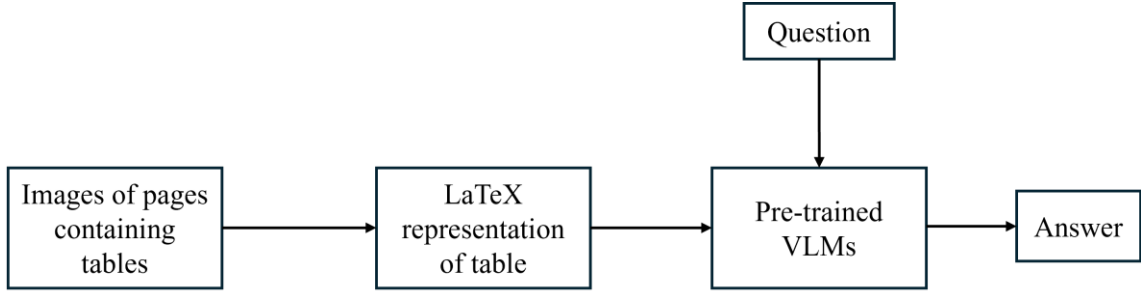 Question
Images of pages
containing
tables
LaTeX
representation
of table
Pre-trained
VLMs
Answer